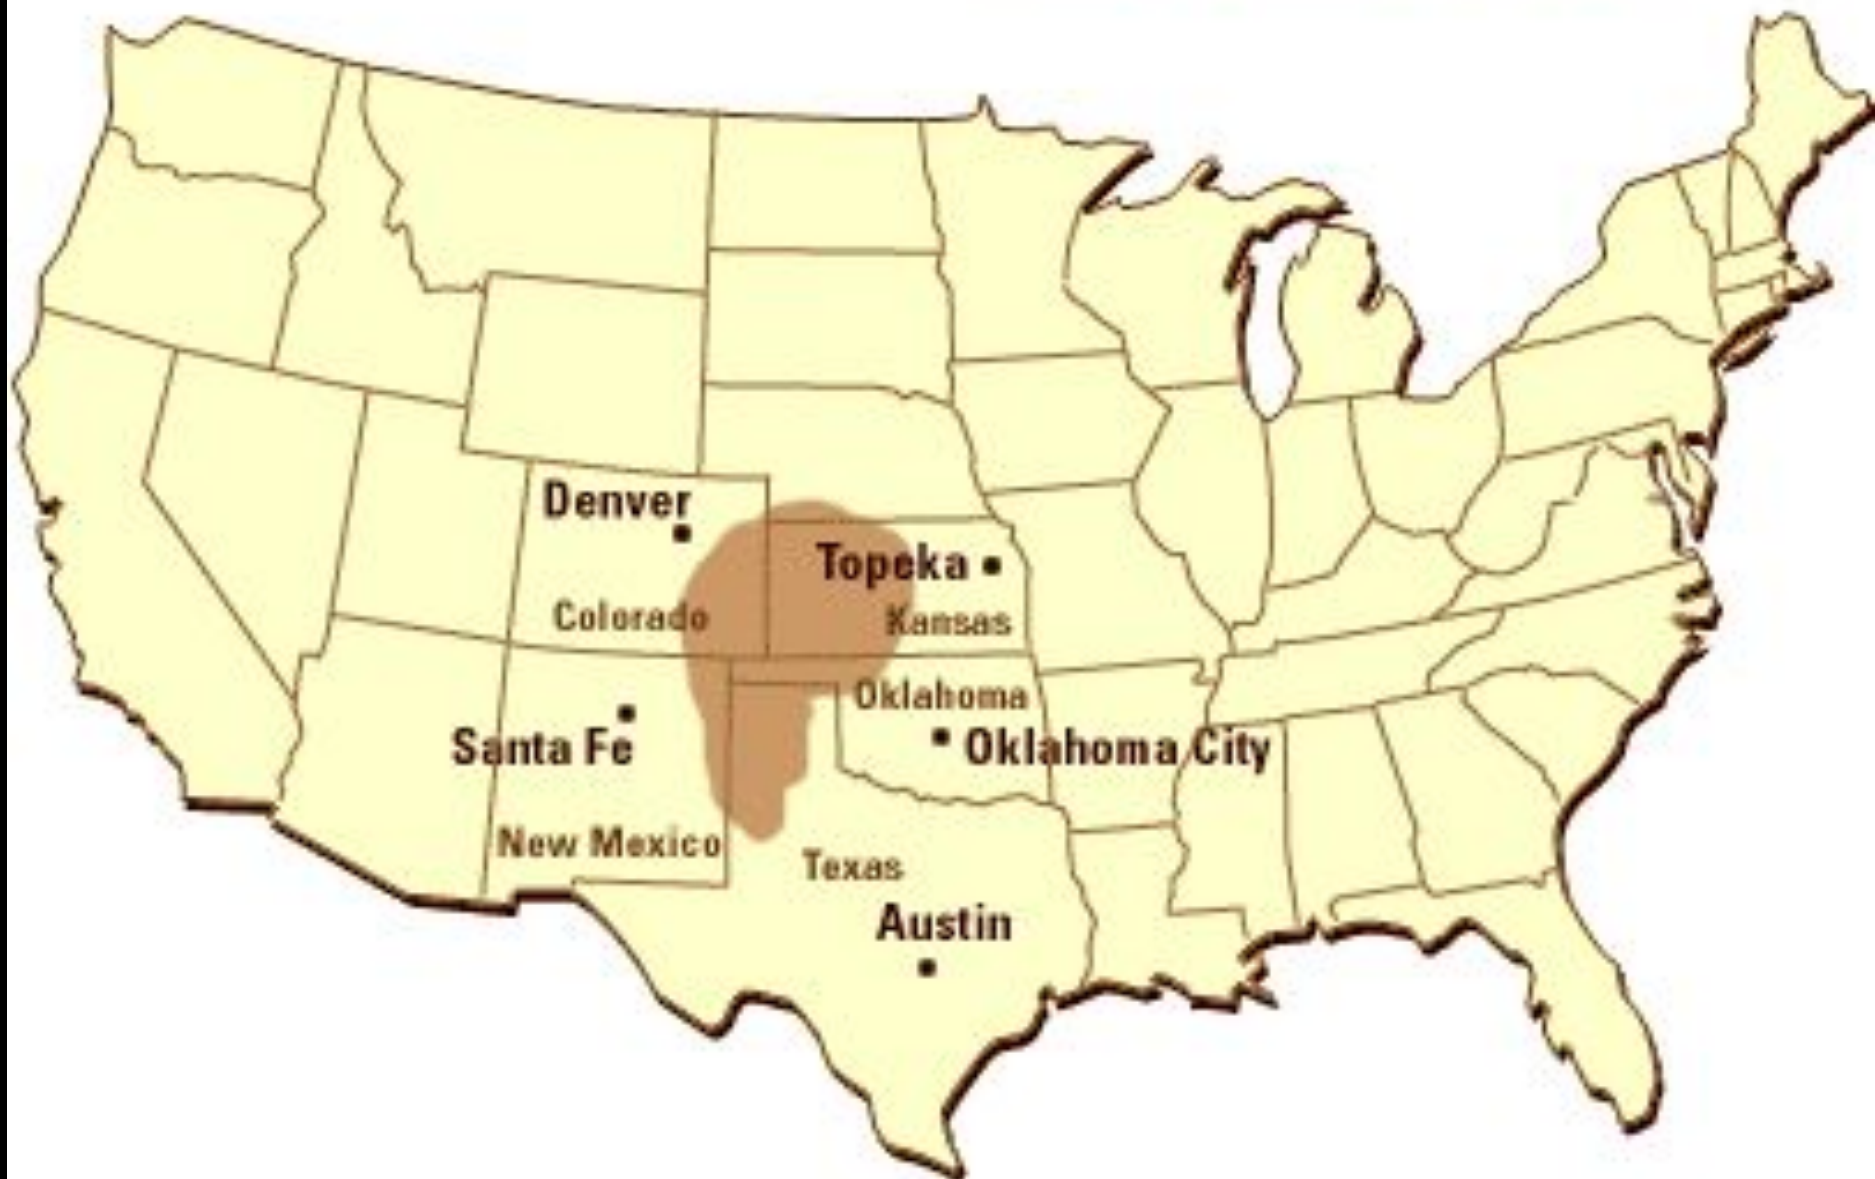 Denver
Topeka
Colorado
Kansas
Oklahoma
Santa Fe
Oklahoma City
New Mexico
Texas
Austin